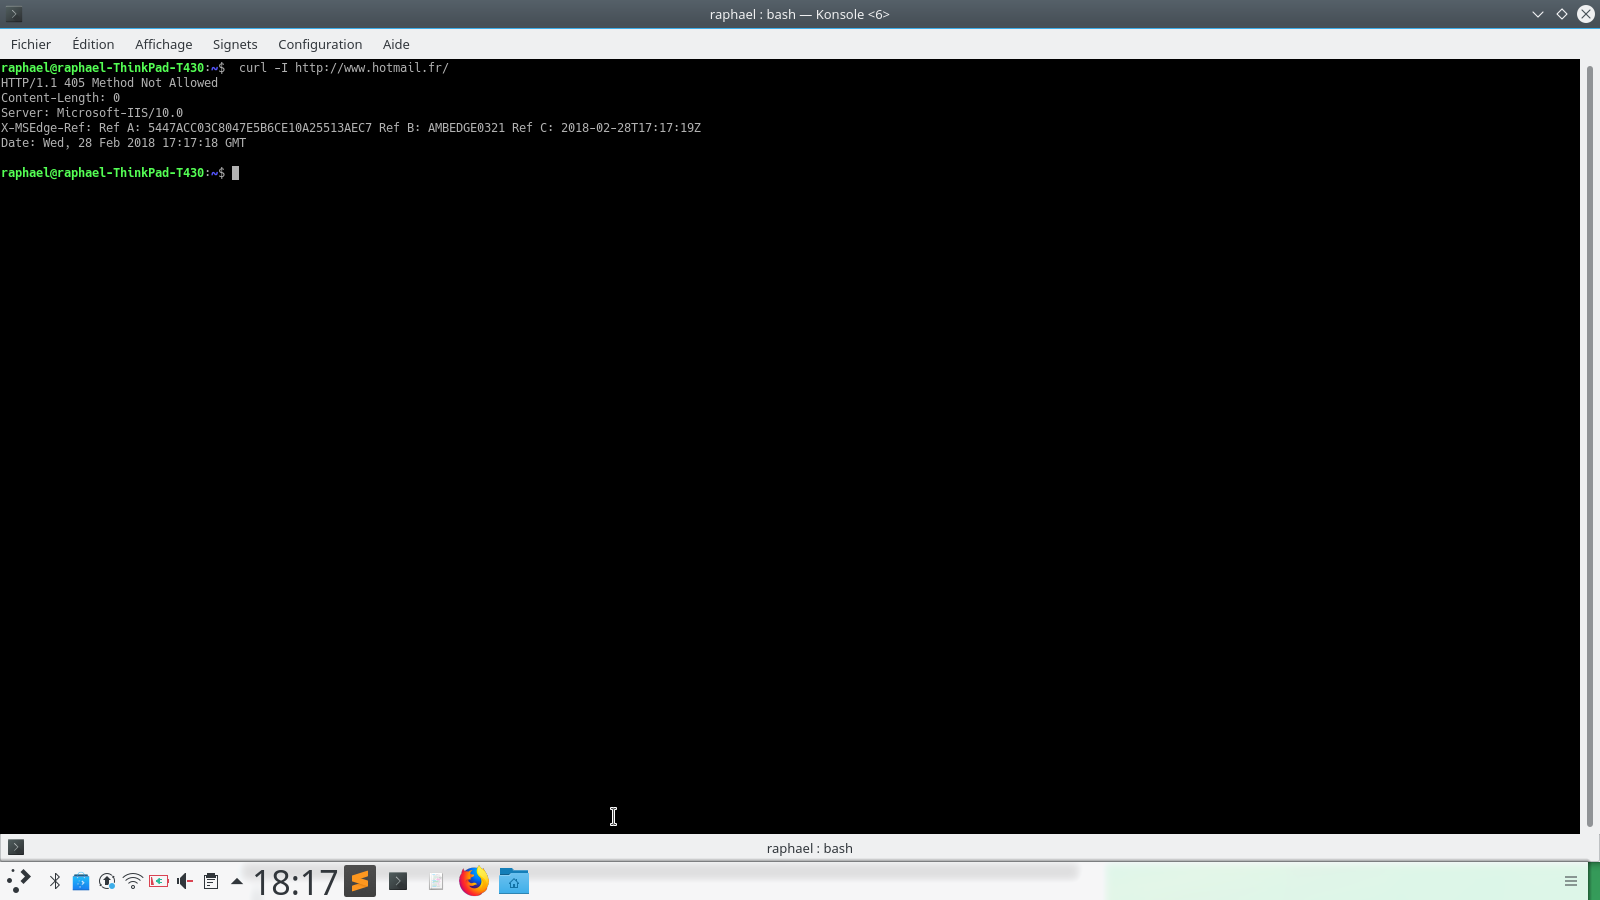 raphael : bash — Konsole <6>
Fichier Édition Affichage Signets Configuration Aide
raphael@raphael-ThinkPad-T430:~$  curl -I http://www.hotmail.fr/
HTTP/1.1 405 Method Not Allowed
Content-Length: 0
Server: Microsoft-IIS/10.0
X-MSEdge-Ref: Ref A: 5447ACC03C8047E5B6CE10A25513AEC7 Ref B: AMBEDGE0321 Ref C: 2018-02-28T17:17:19Z
Date: Wed, 28 Feb 2018 17:17:18 GMT
raphael@raphael-ThinkPad-T430:~$
raphael : bash
18:17